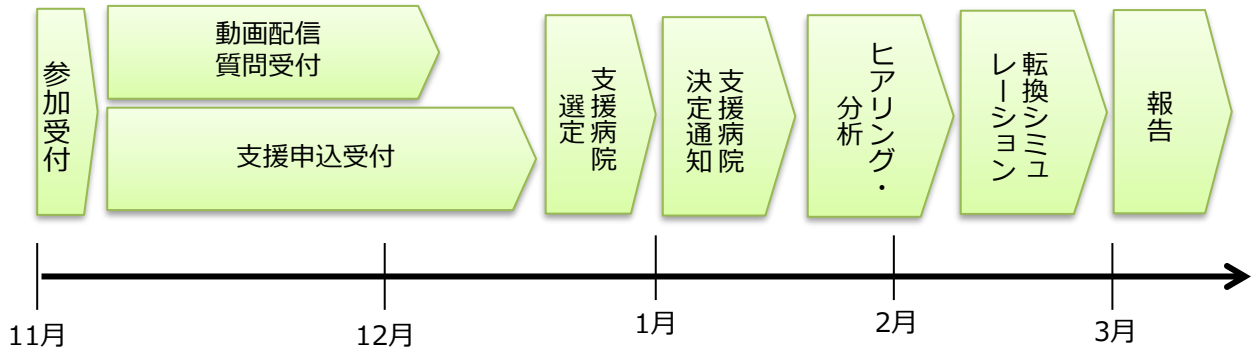 参加受付
動画配信
質問受付
支援申込受付
支援病院
選定
支援病院
決定通知
ヒアリング・
分析
転換シミュ
レーション
報告
11月
12月
1月
2月
3月